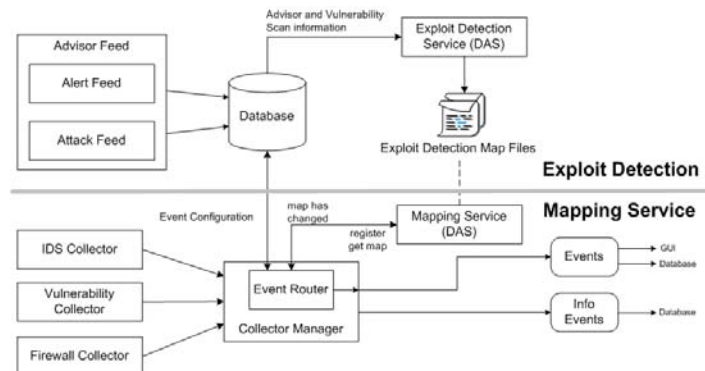 Advisor and Vulnerability
Scan information
Advisor Feed
Alert Feed
Attack Feed
Database
Exploit Detection
Service (DAS)
Exploit Detection Map Files
Exploit Detection
Mapping Service
Event Configuration
map has
changed
register
get map
Mapping Service
(DAS)
IDS Collector
Vulnerability
Collector
Firewall Collector
Event Router
Collector Manager
Events
GUI
Database
Info
Events
Database